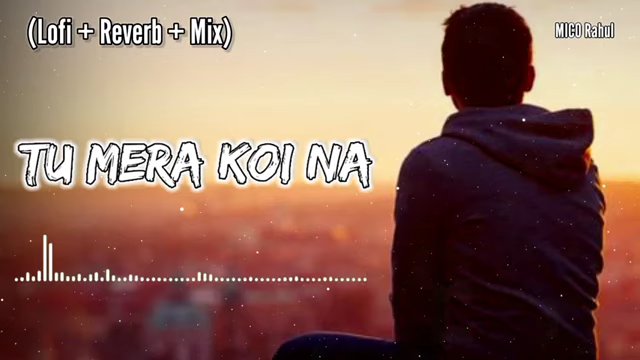 (Lofi + Reverb + Mix)
MICO Rahul
TU MERA KOI NA